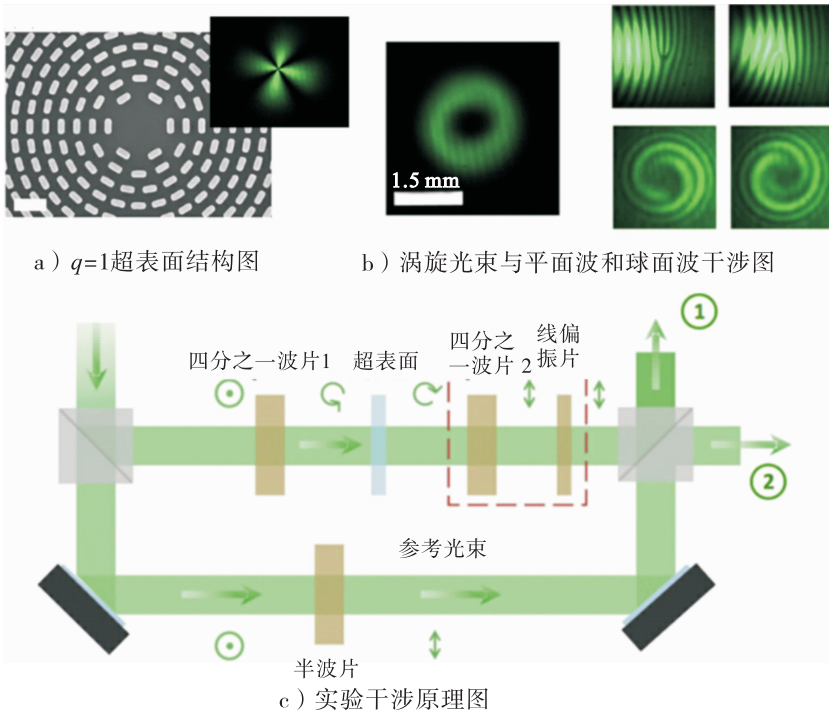 1.5 mm
a）q=1超表面结构图
b）涡旋光束与平面波和球面波干涉图
四分之一波片1
超表面
四分之
一波片 2
线偏
振片
①
②
参考光束
半波片
c）实验干涉原理图